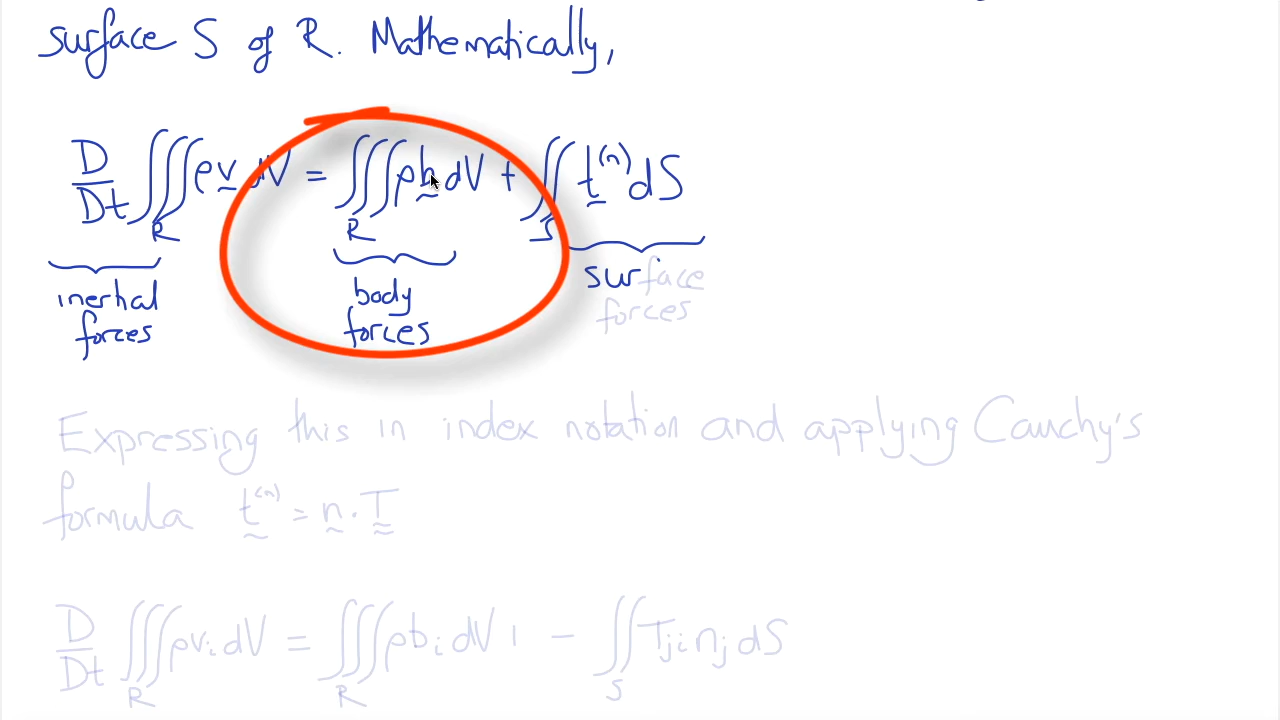 surface S of R. Mathematically,
D/Dt ∭_R ρv dV = ∭_R ρb dV + ∬_S t^(n) dS
inertial forces
body forces
surface forces
Expressing this in index notation and applying Cauchy's
formula t^(n) = n · T
D/Dt ∭_R ρv_i dV = ∭_R ρb_i dV + ∬_S T_ji n_j dS